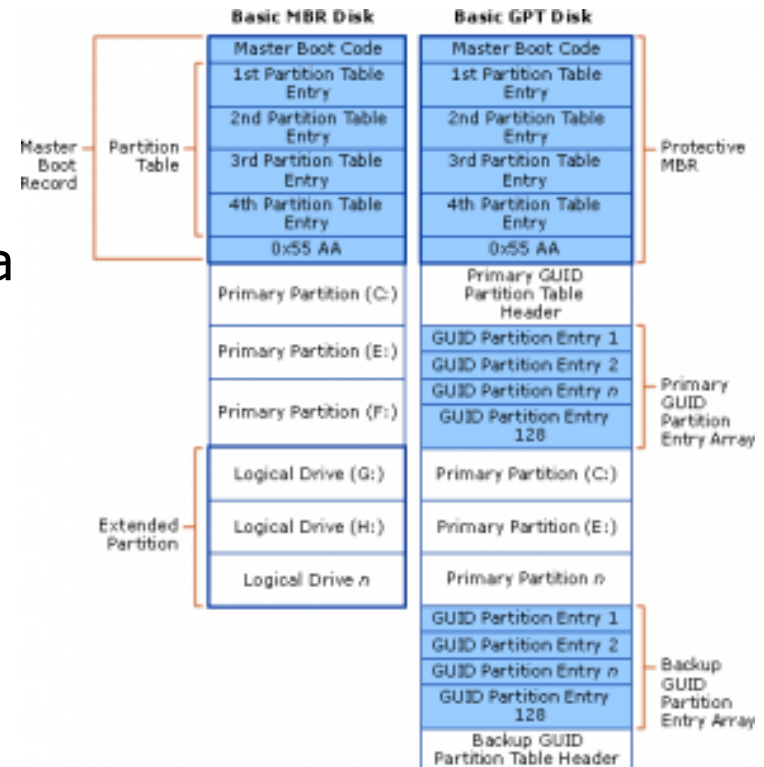 Basic MBR Disk
Master Boot Code
1st Partition Table
Entry
2nd Partition Table
Entry
3rd Partition Table
Entry
4th Partition Table
Entry
0x55 AA
Primary Partition (C:)
Primary Partition (E:)
Primary Partition (F:)
Logical Drive (G:)
Logical Drive (H:)
Logical Drive n
Master
Boot
Record
Partition
Table
Extended
Partition
a
Basic GPT Disk
Master Boot Code
1st Partition Table
Entry
2nd Partition Table
Entry
3rd Partition Table
Entry
4th Partition Table
Entry
0x55 AA
Primary GUID
Partition Table
Header
GUID Partition Entry 1
GUID Partition Entry 2
GUID Partition Entry n
GUID Partition Entry
128
Primary Partition (C:)
Primary Partition (E:)
Primary Partition n
GUID Partition Entry 1
GUID Partition Entry 2
GUID Partition Entry n
GUID Partition Entry
128
Backup GUID
Partition Table Header
Protective
MBR
Primary
GUID
Partition
Entry Array
Backup
GUID
Partition
Entry Array